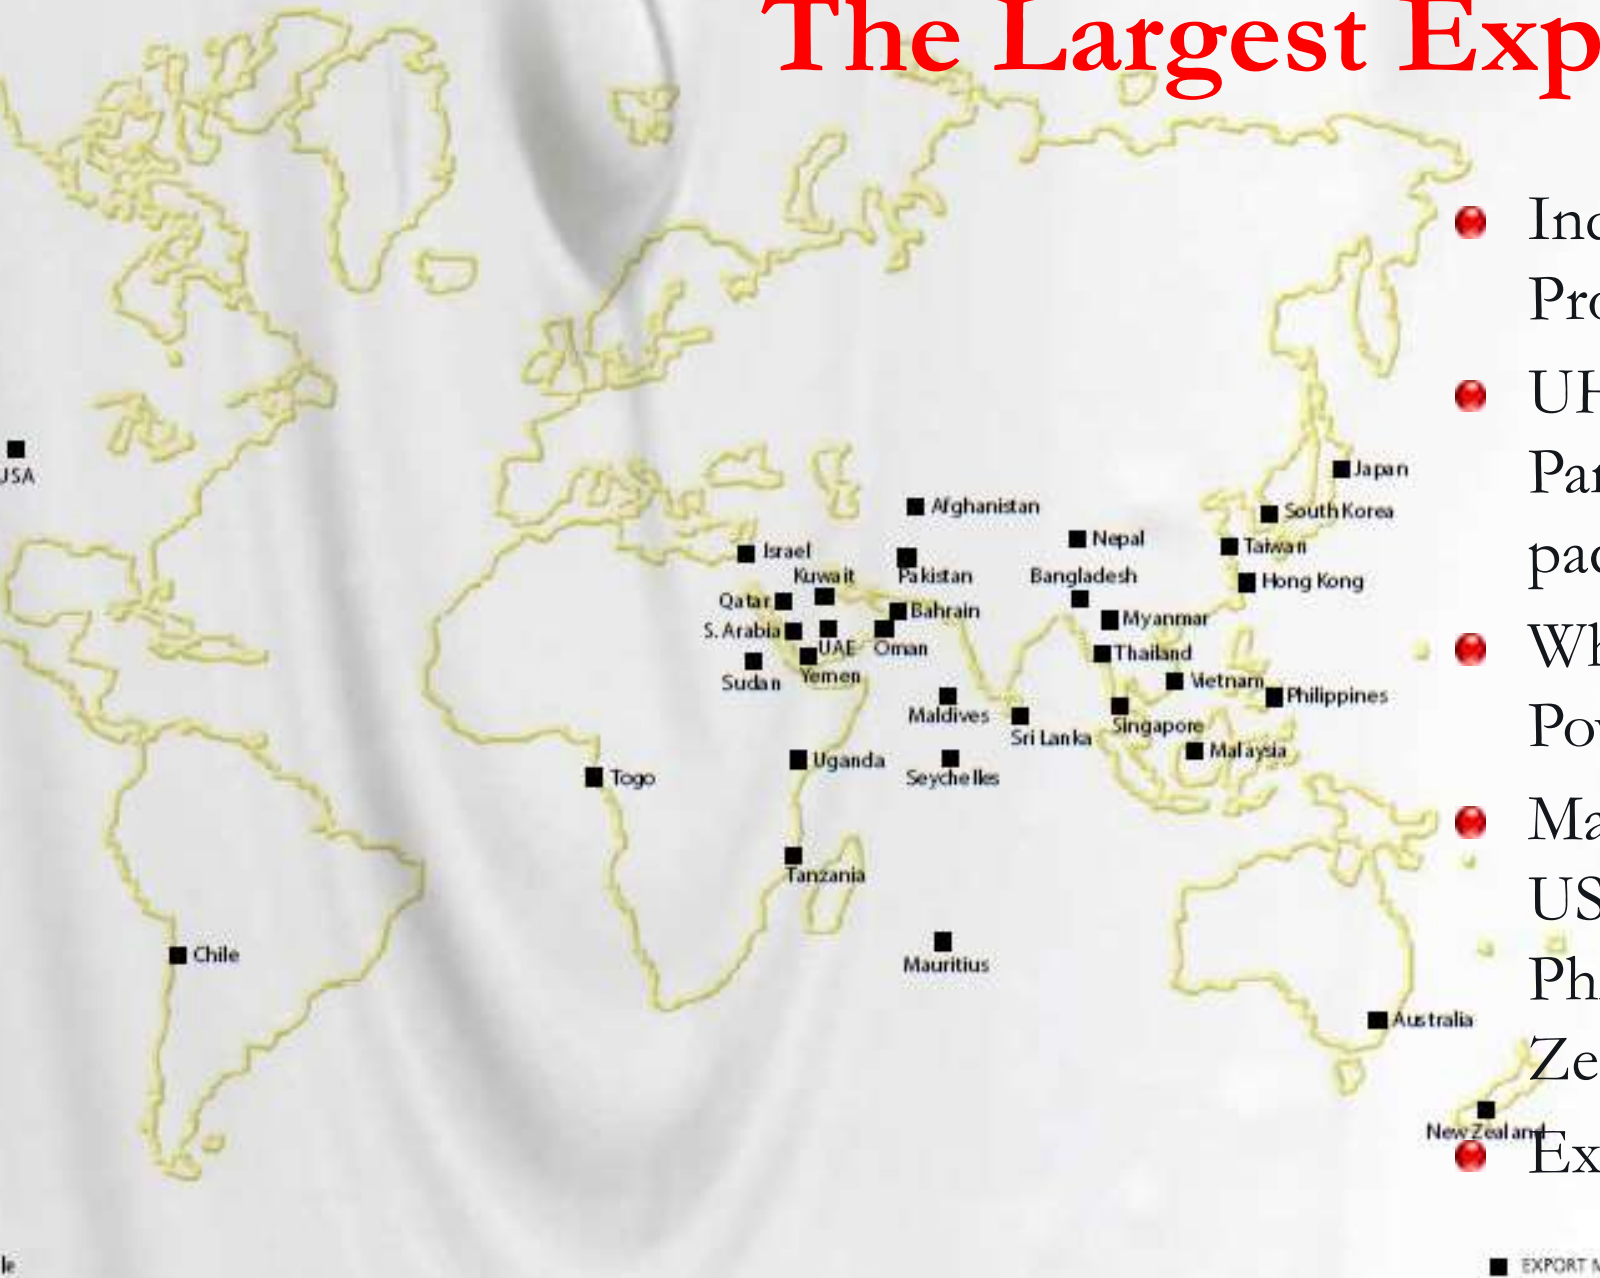 The Largest Exp
Inc
Pro
UH
Par
pac
Wh
Pov
Ma
US
Ph
Ze
Ex
USA
Japan
Afghanistan
South Korea
Nepal
Israel
Taiwan
Kuwait
Pakistan
Bangladesh
Hong Kong
Qatar
Bahrain
Myanmar
S. Arabia
UAE
Oman
Thailand
Sudan
Yemen
Vietnam
Philippines
Maldives
Sri Lanka
Singapore
Malaysia
Uganda
Seychelles
Togo
Tanzania
Chile
Mauritius
Australia
New Zealand
le
EXPORT